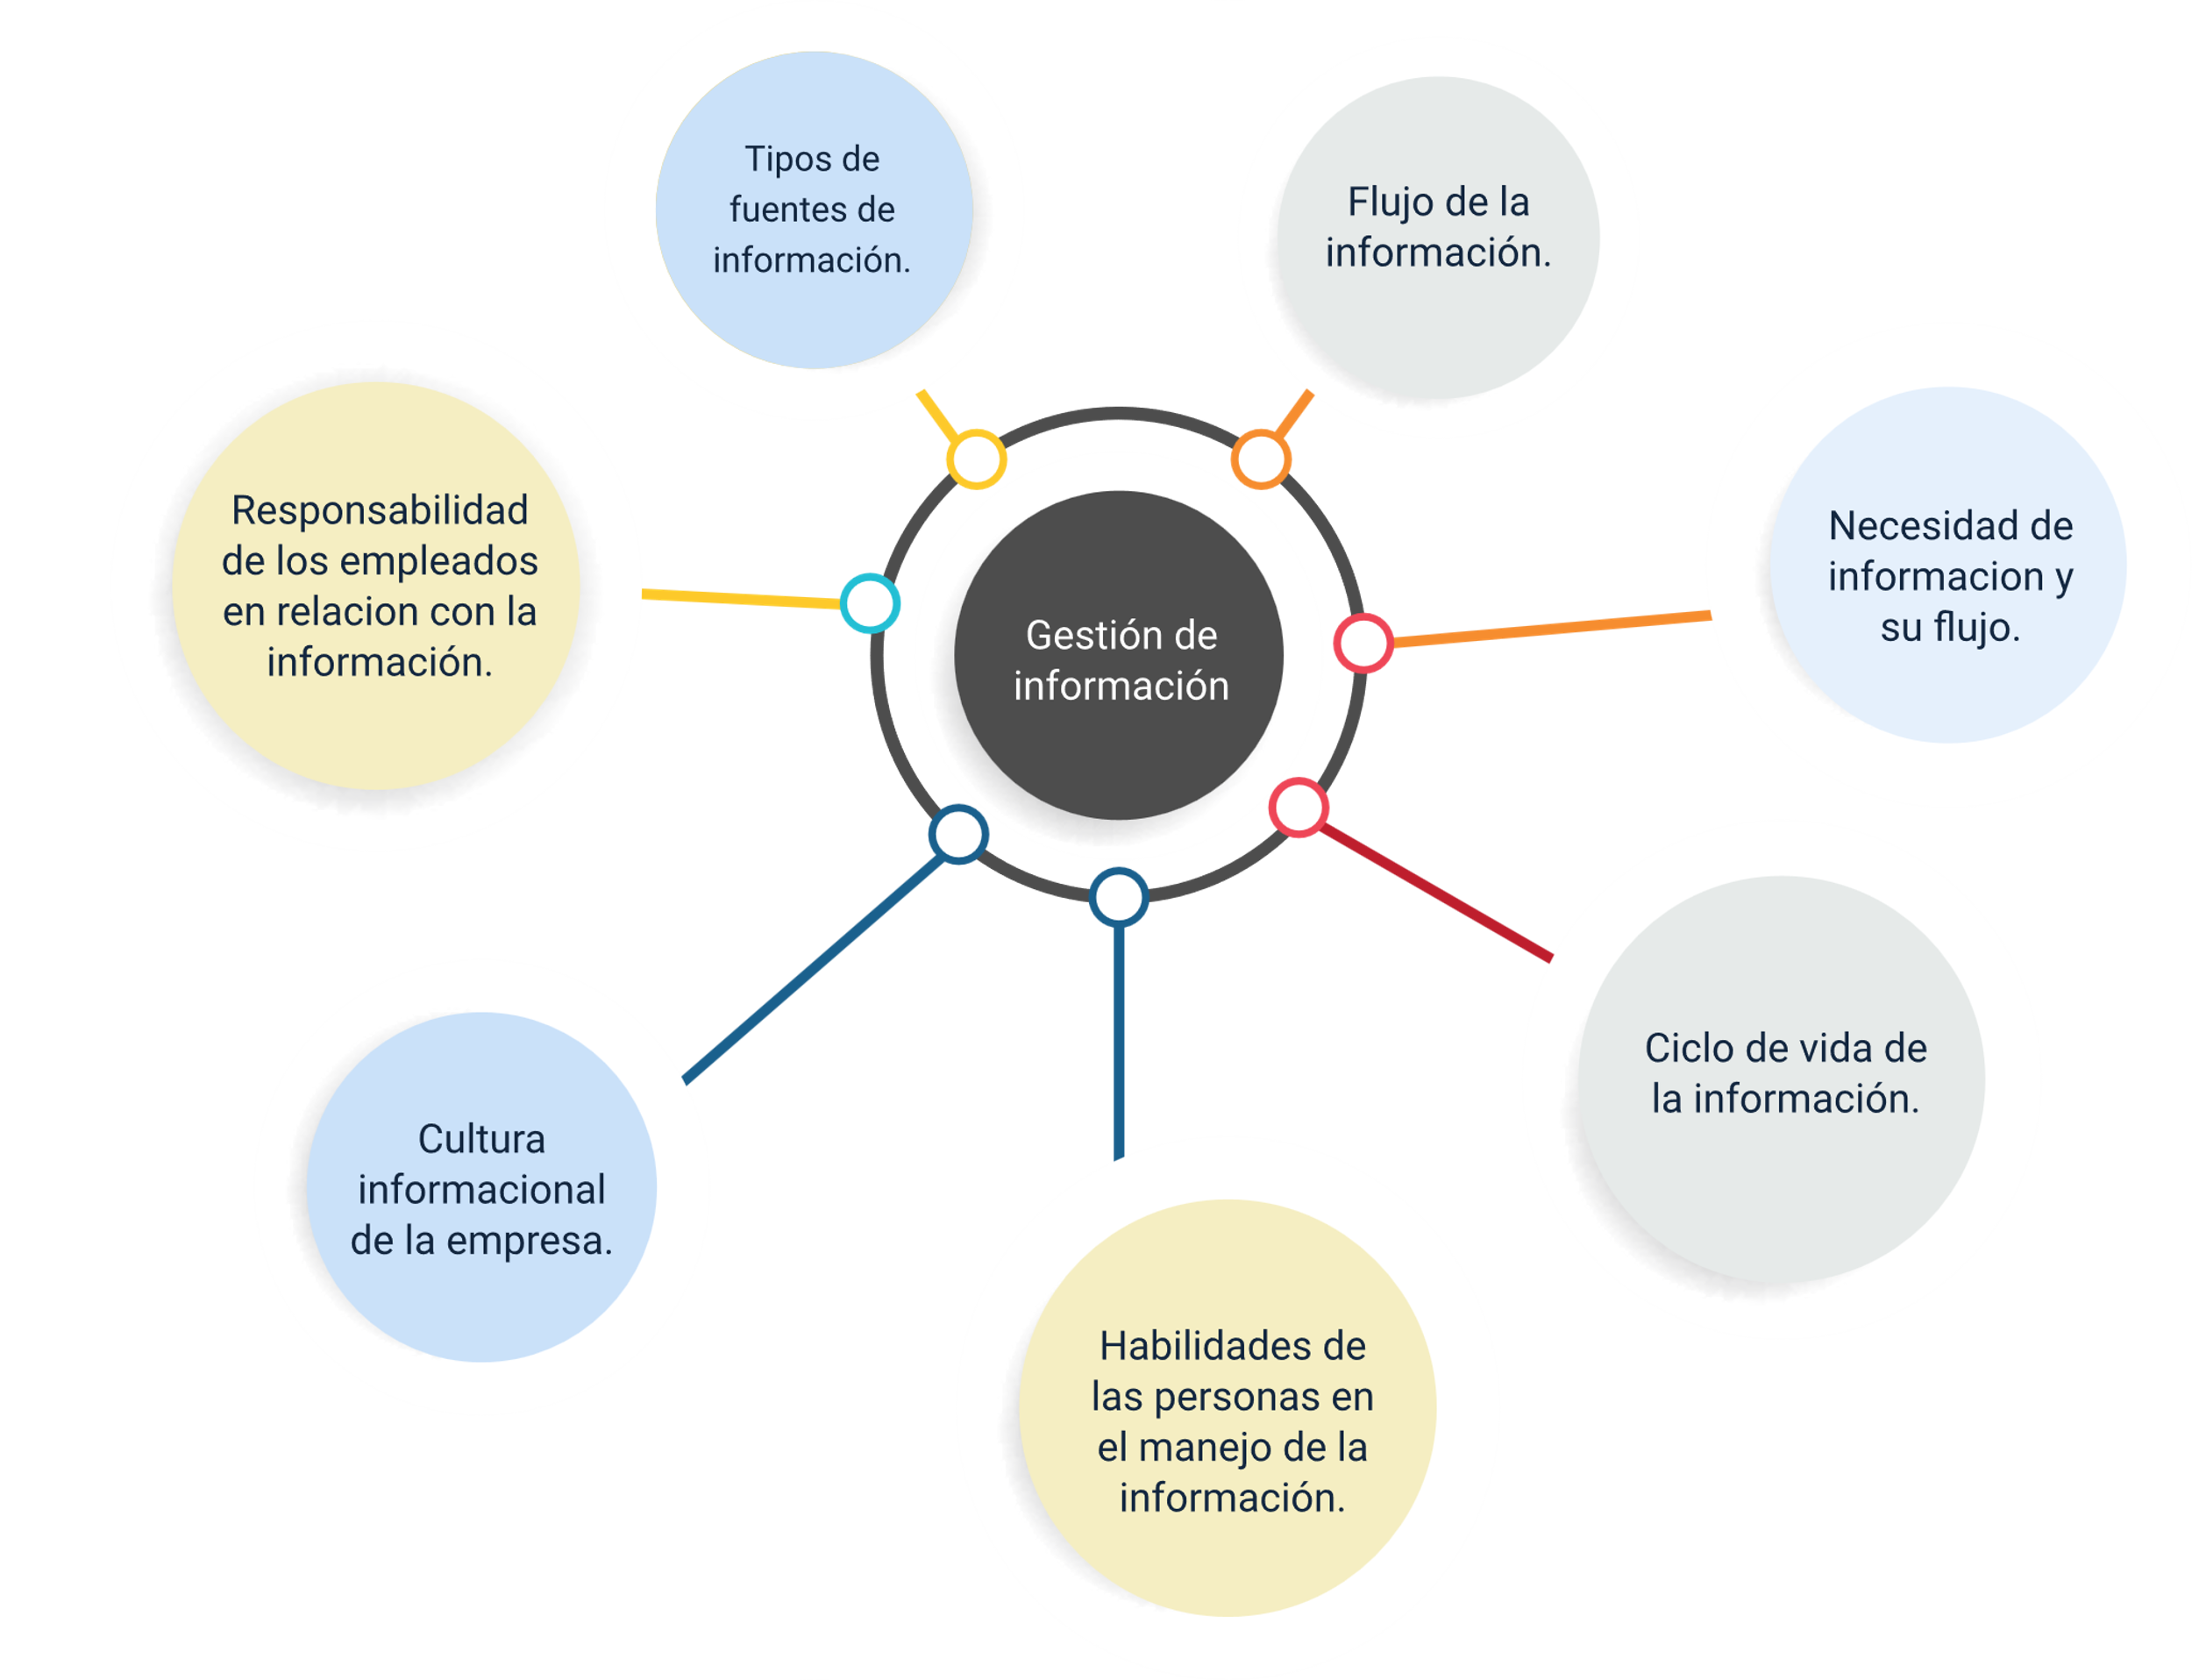 Tipos de
fuentes de
información.
Flujo de la
información.
Responsabilidad
de los empleados
en relacion con la
información.
Necesidad de
informacion y
su flujo.
Gestión de
información
Ciclo de vida de
la información.
Cultura
informacional
de la empresa.
Habilidades de
las personas en
el manejo de la
información.